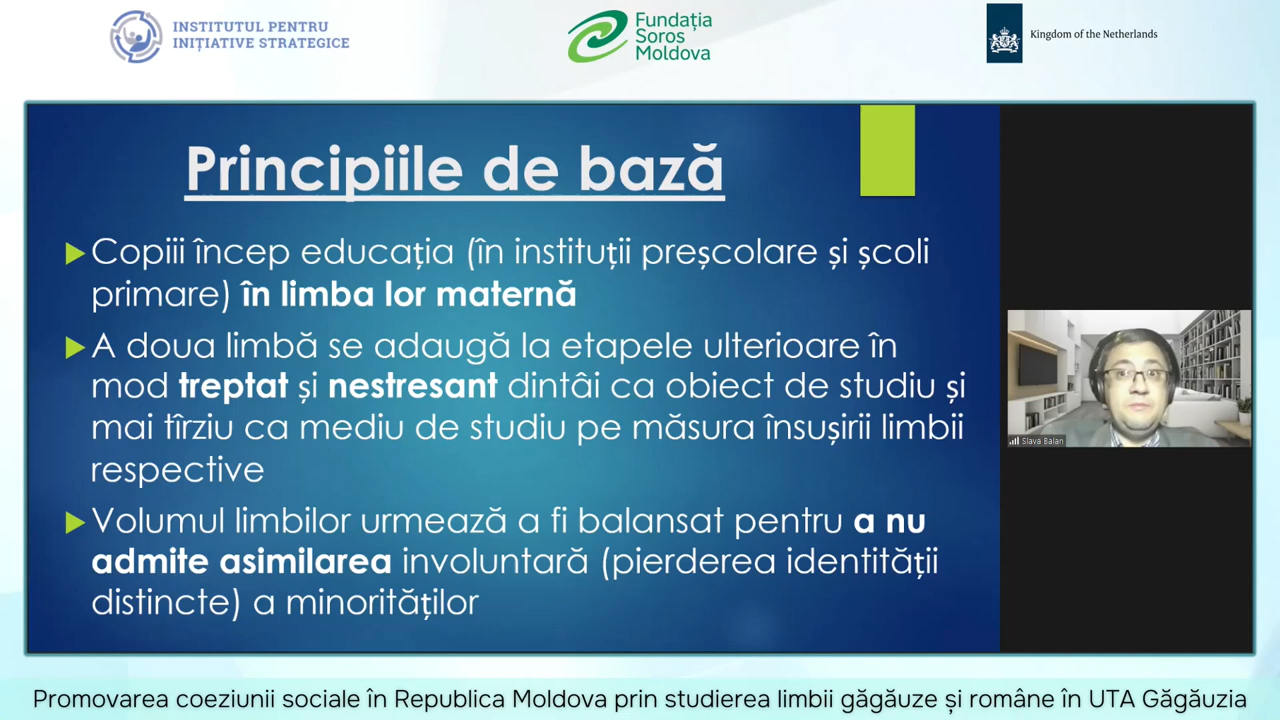 INSTITUTUL PENTRU
INIȚIATIVE STRATEGICE
Fundația
Soros
Moldova
Kingdom of the Netherlands
Principiile de bază
Copiii încep educația (în instituții preșcolare și școli
primare) în limba lor maternă
A doua limbă se adaugă la etapele ulterioare în
mod treptat și nestresant dintâi ca obiect de studiu și
mai tîrziu ca mediu de studiu pe măsura însușirii limbii
respective
Volumul limbilor urmează a fi balansat pentru a nu
admite asimilarea involuntară (pierderea identității
distincte) a minorităților
Slava Balan
Promovarea coeziunii sociale în Republica Moldova prin studierea limbii găgăuze și române în UTA Găgăuzia